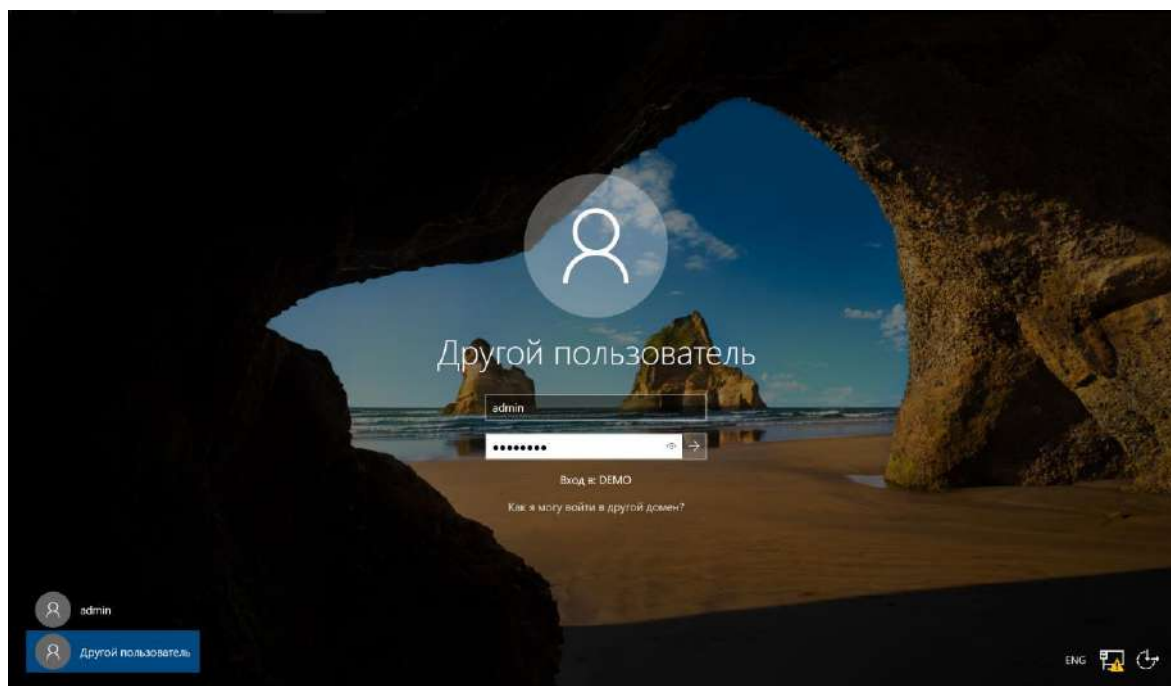 Другой пользователь
admin
••••••••
Вход в: DEMO
Как я могу войти в другой домен?
admin
Другой пользователь
ENG